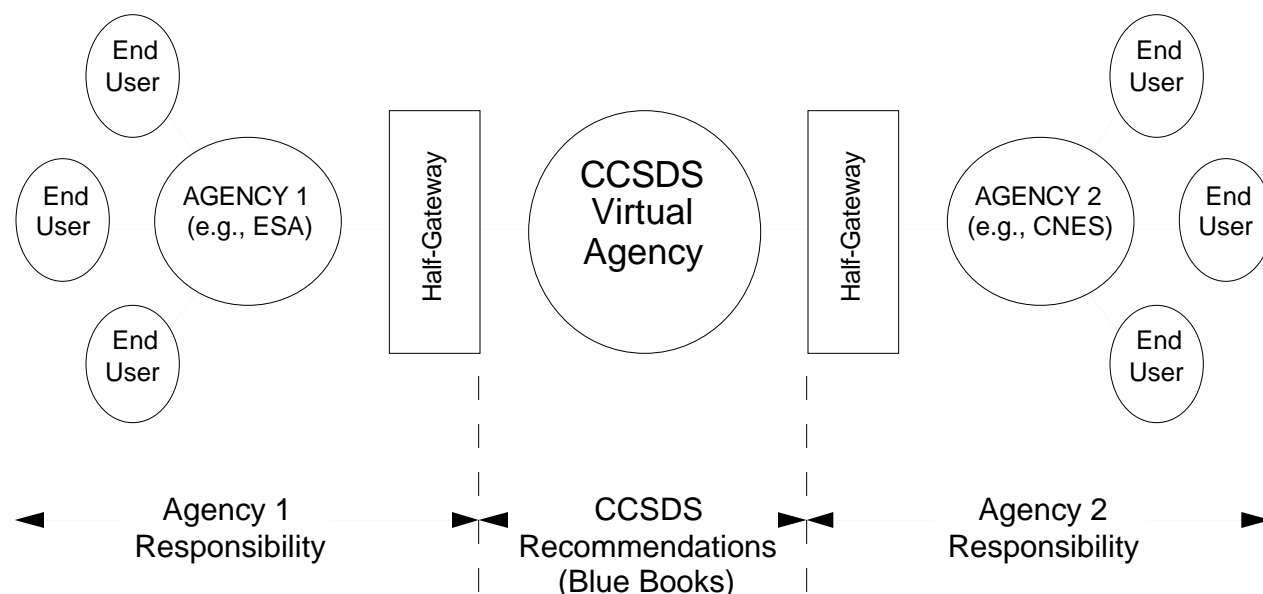 End
User
End
User
End
User
AGENCY 1
(e.g., ESA)
Half-Gateway
CCSDS
Virtual
Agency
Half-Gateway
AGENCY 2
(e.g., CNES)
End
User
End
User
End
User
Agency 1
Responsibility
CCSDS
Recommendations
(Blue Books)
Agency 2
Responsibility